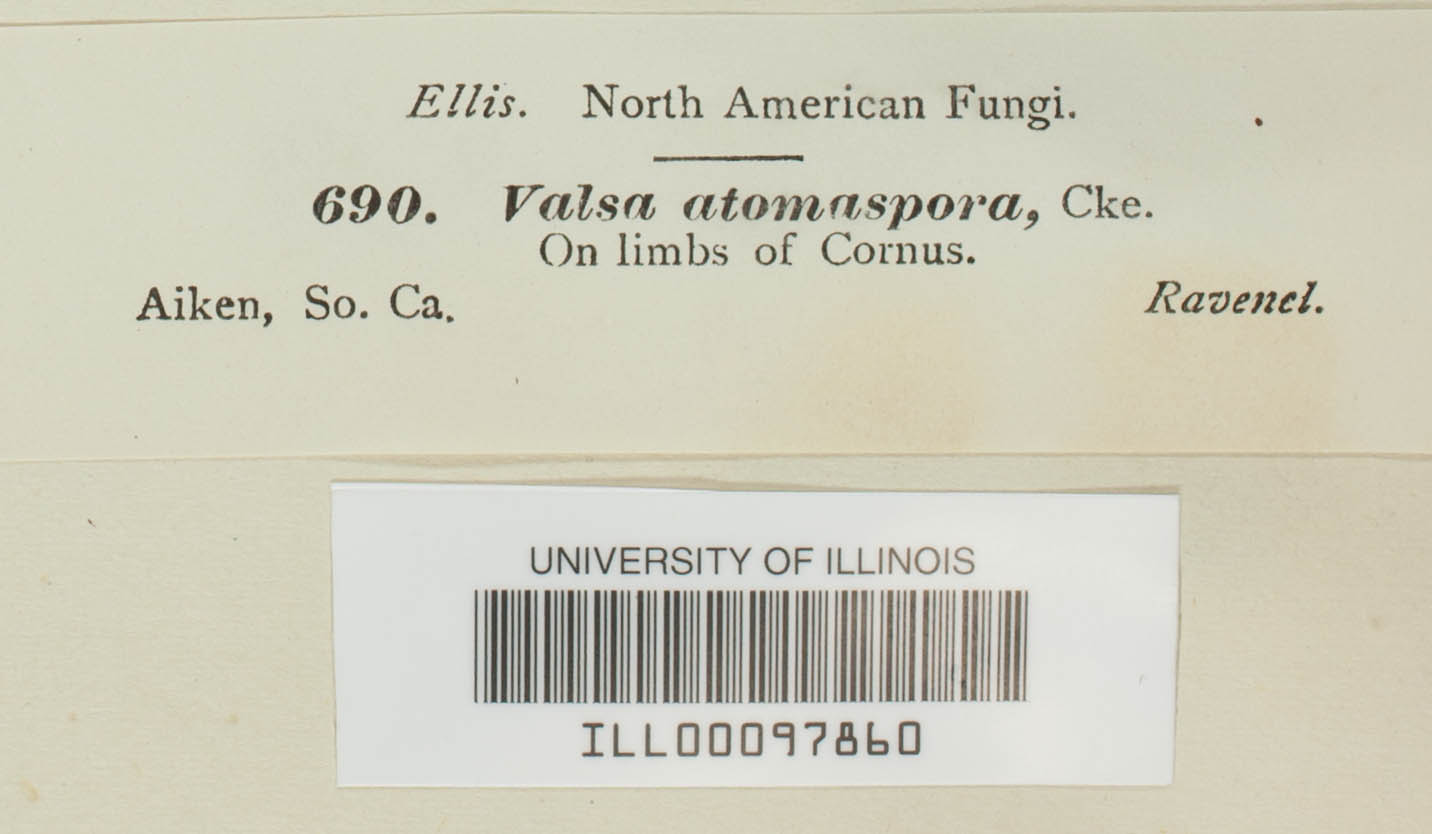 Ellis. North American Fungi.
690. Valsa atomaspora, Cke.
On limbs of Cornus.
Aiken, So. Ca. Ravenel.
UNIVERSITY OF ILLINOIS
ILL00097860